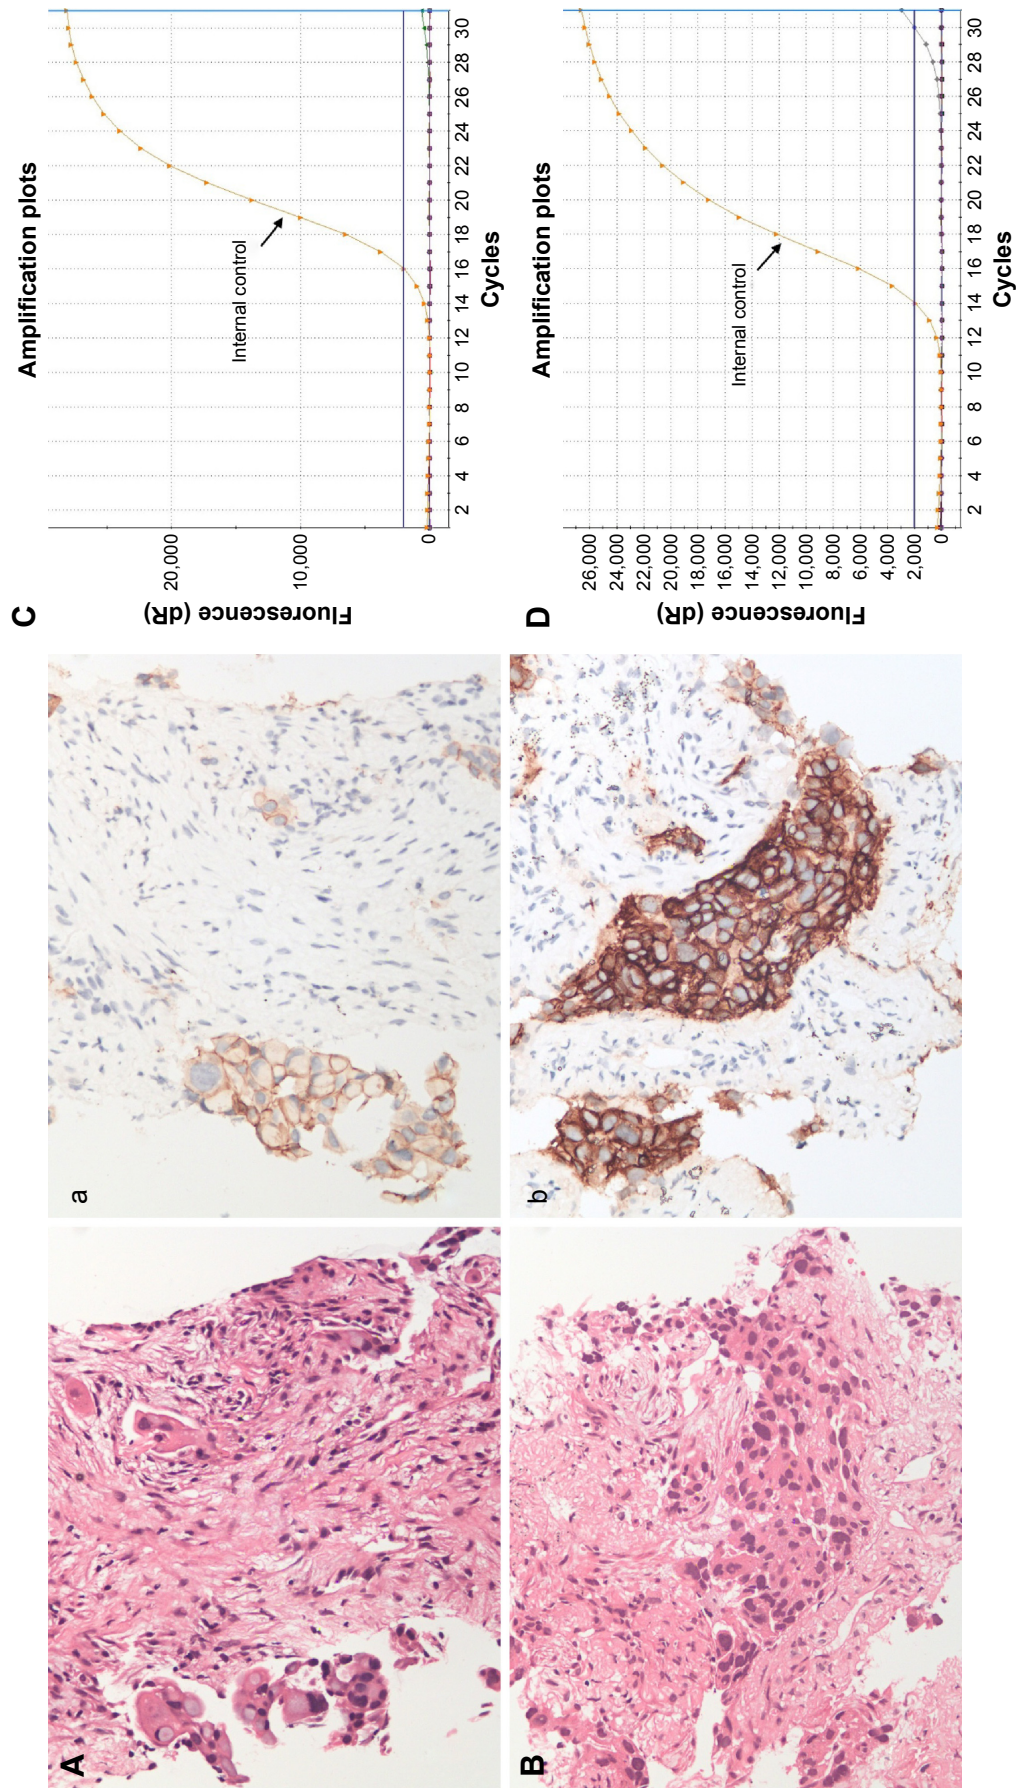 A
a
C
Amplification plots
Fluorescence (dR)
20,000
10,000
0
Internal control
2 4 6 8 10 12 14 16 18 20 22 24 26 28 30
Cycles
B
b
D
Amplification plots
Fluorescence (dR)
26,000
24,000
22,000
20,000
18,000
16,000
14,000
12,000
10,000
8,000
6,000
4,000
2,000
0
Internal control
2 4 6 8 10 12 14 16 18 20 22 24 26 28 30
Cycles